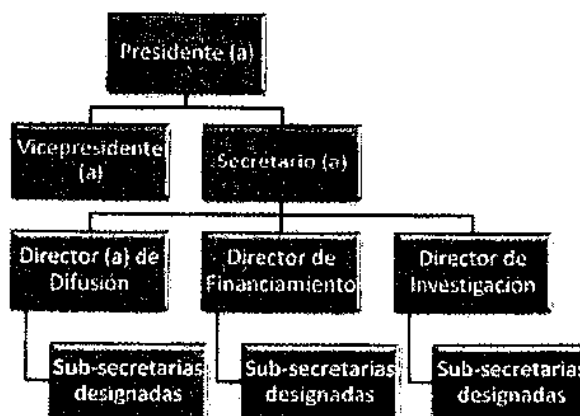 Presidente (a)
Vicepresidente
(a)
Secretario (a)
Director (a) de
Difusión
Director de
Financiamiento
Director de
Investigación
Sub-secretarias
designadas
Sub-secretarias
designadas
Sub-secretarias
designadas